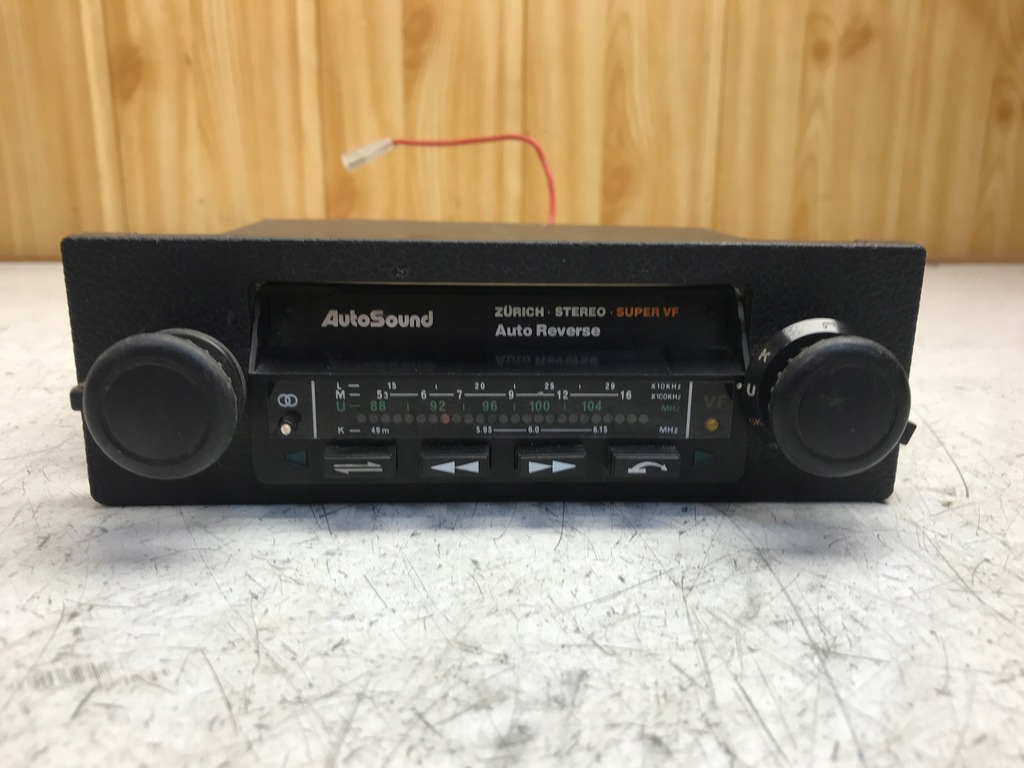 AutoSound
ZÜRICH · STEREO · SUPER VF
Auto Reverse
L — 15 20 25 29 X10KHz
M — 53 6 7 9 12 16 X100KHz
U — 88 92 96 100 104 MHz
K — 49m 5.95 6.0 6.15 MHz
VF
K
U